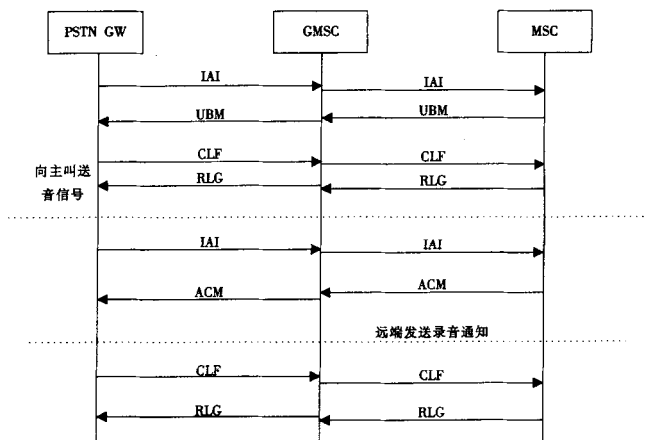 PSTN GW
GMSC
MSC
IAI
IAI
UBM
UBM
CLF
CLF
向主叫送
音信号
RLG
RLG
IAI
IAI
ACM
ACM
远端发送录音通知
CLF
CLF
RLG
RLG